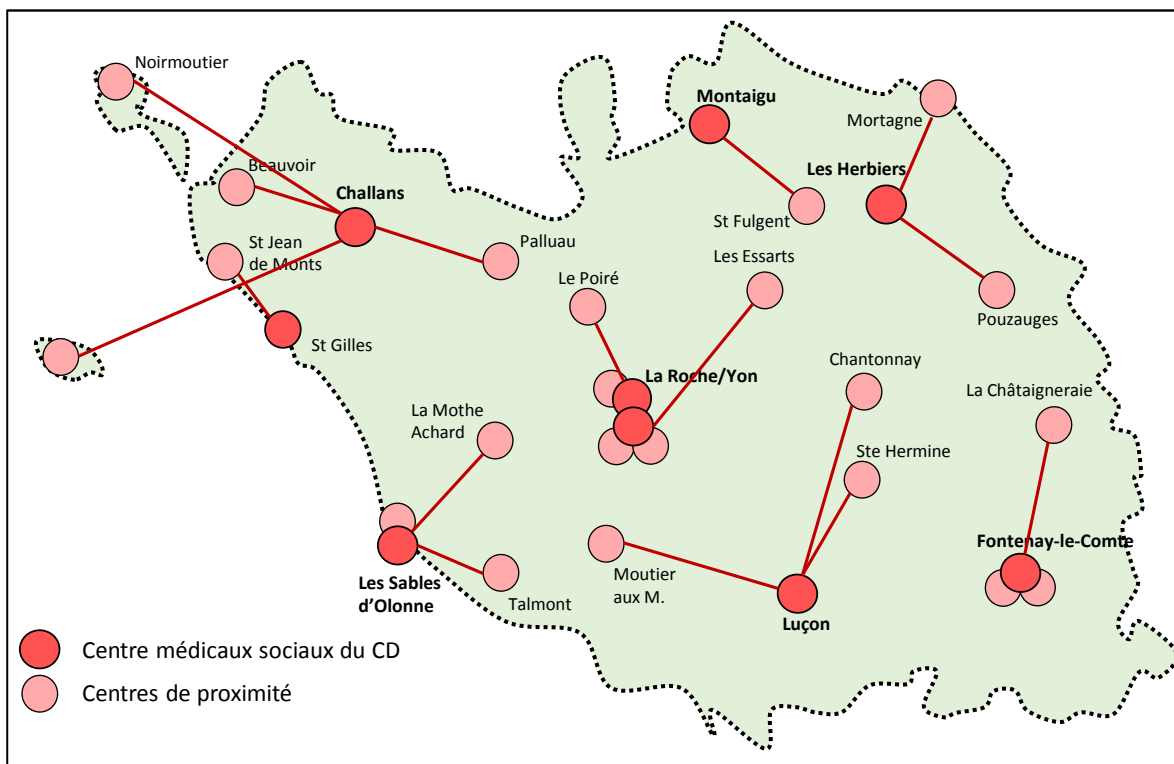 Noirmoutier
Montaigu
Mortagne
Beauvoir
Challans
Les Herbiers
St Fulgent
St Jean
de Monts
Palluau
Les Essarts
Le Poiré
Pouzauges
St Gilles
La Roche/Yon
Chantonnay
La Châtaigneraie
La Mothe
Achard
Ste Hermine
Fontenay-le-Comte
Les Sables
d'Olonne
Talmont
Moutier
aux M.
Luçon
Centre médicaux sociaux du CD
Centres de proximité